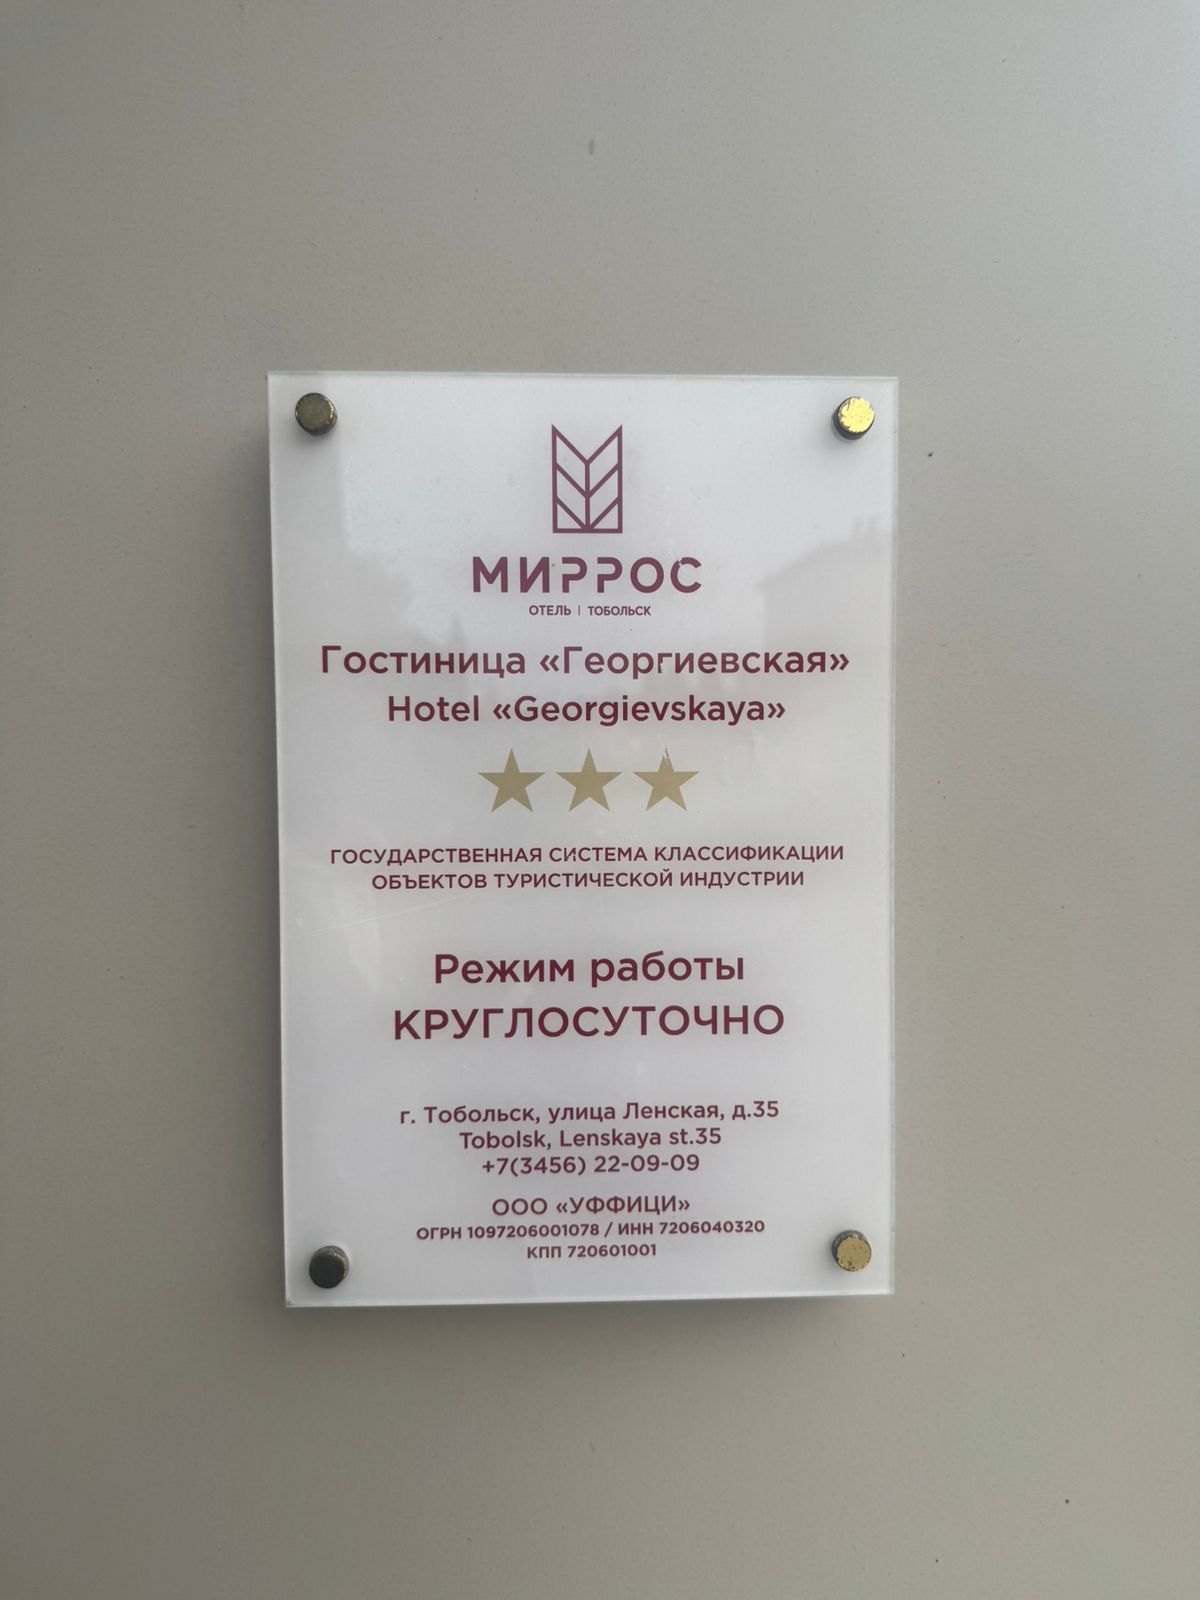 МИРРОС
ОТЕЛЬ | ТОБОЛЬСК
Гостиница «Георгиевская»
Hotel «Georgievskaya»
ГОСУДАРСТВЕННАЯ СИСТЕМА КЛАССИФИКАЦИИ
ОБЪЕКТОВ ТУРИСТИЧЕСКОЙ ИНДУСТРИИ
Режим работы
КРУГЛОСУТОЧНО
г. Тобольск, улица Ленская, д.35
Tobolsk, Lenskaya st.35
+7(3456) 22-09-09
ООО «УФФИЦИ»
ОГРН 1097206001078 / ИНН 7206040320
КПП 720601001